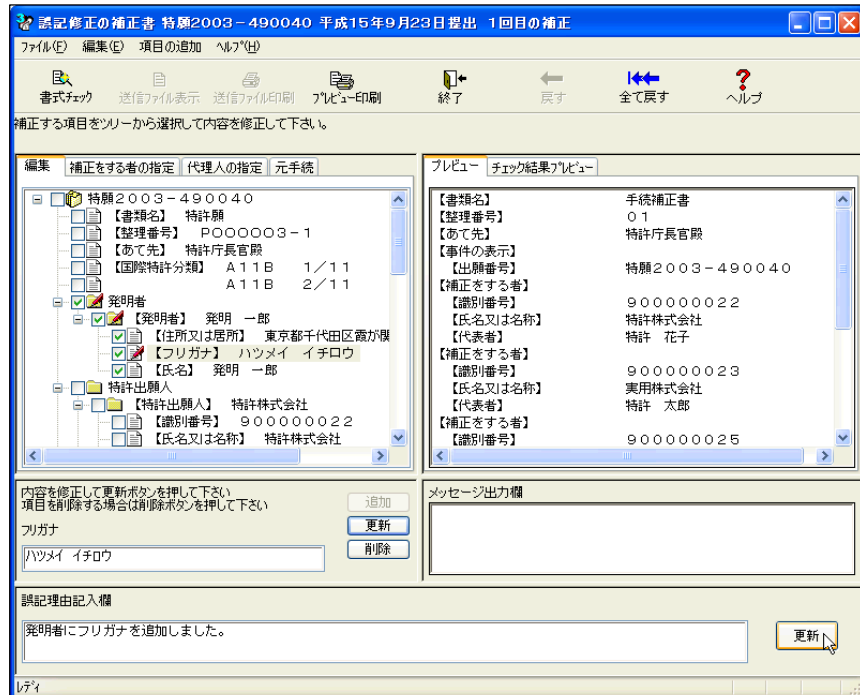 誤記修正の補正書 特願2003－490040 平成15年9月23日提出 1回目の補正
ファイル(F) 編集(E) 項目の追加 ヘルプ(H)
書式チェック 送信ファイル表示 送信ファイル印刷 プレビュー印刷 終了 戻す 全て戻す ヘルプ
補正する項目をツリーから選択して内容を修正して下さい。
編集 補正をする者の指定 代理人の指定 元手続
特願２００３－４９００４０
【書類名】 特許願
【整理番号】 Ｐ０００００３－１
【あて先】 特許庁長官殿
【国際特許分類】 Ａ１１Ｂ １／１１
Ａ１１Ｂ ２／１１
発明者
【発明者】 発明 一郎
【住所又は居所】 東京都千代田区霞が関
【フリガナ】 ハツメイ イチロウ
【氏名】 発明 一郎
特許出願人
【特許出願人】 特許株式会社
【識別番号】 ９０００００００２２
【氏名又は名称】 特許株式会社
プレビュー チェック結果プレビュー
【書類名】 手続補正書
【整理番号】 ０１
【あて先】 特許庁長官殿
【事件の表示】
【出願番号】 特願２００３－４９００４０
【補正をする者】
【識別番号】 ９０００００００２２
【氏名又は名称】 特許株式会社
【代表者】 特許 花子
【補正をする者】
【識別番号】 ９０００００００２３
【氏名又は名称】 実用株式会社
【代表者】 特許 太郎
【補正をする者】
【識別番号】 ９０００００００２５
内容を修正して更新ボタンを押して下さい
項目を削除する場合は削除ボタンを押して下さい
追加
フリガナ
更新
ハツメイ イチロウ
削除
メッセージ出力欄
誤記理由記入欄
発明者にフリガナを追加しました。
更新
レディ